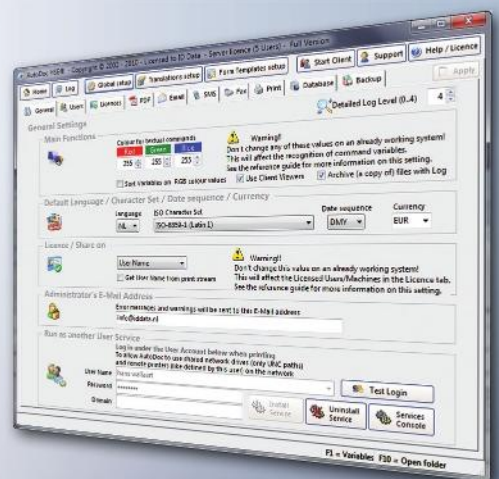 AutoDoc HSE® - Copyright © 2002 - 2010 - Licensed to ID Data - Server licence (5 Users) - Full Version
Home Log Global setup Translations setup Form Templates setup Start Client Support Help / Licence
General Users Licences PDF Email SMS Fax Print Database Backup Apply
Detailed Log Level (0..4) 4
General Settings
Main Functions
Colour for textual commands
Red Green Blue
255 255 255
Sort variables on RGB colour values
Warning!!
Don't change any of these values on an already working system!
This will affect the recognition of command variables.
See the reference guide for more information on this setting.
Use Client Viewers Archive (a copy of) files with Log
Default Language / Character Set / Date sequence / Currency
Language ISO Character Set Date sequence Currency
NL ISO-8859-1 (Latin 1) DMY EUR
License / Share on
User Name
Get User Name from print stream
Warning!!
Don't change this value on an already working system!
This will affect the Licensed Users/Machines in the Licence tab.
See the reference guide for more information on this setting.
Administrator's E-Mail Address
Error messages and warnings will be sent to this E-Mail address
info@iddata.nl
Run as another User
Service
Log in under the User Account below when printing
To allow AutoDoc to use shared network drives (only UNC paths)
and remote printers (like defined by this user) on the network
User Name
Password ********
Domain
Test Login
Install Service
Uninstall Service
Services Console
F1 = Variables F10 = Open folder